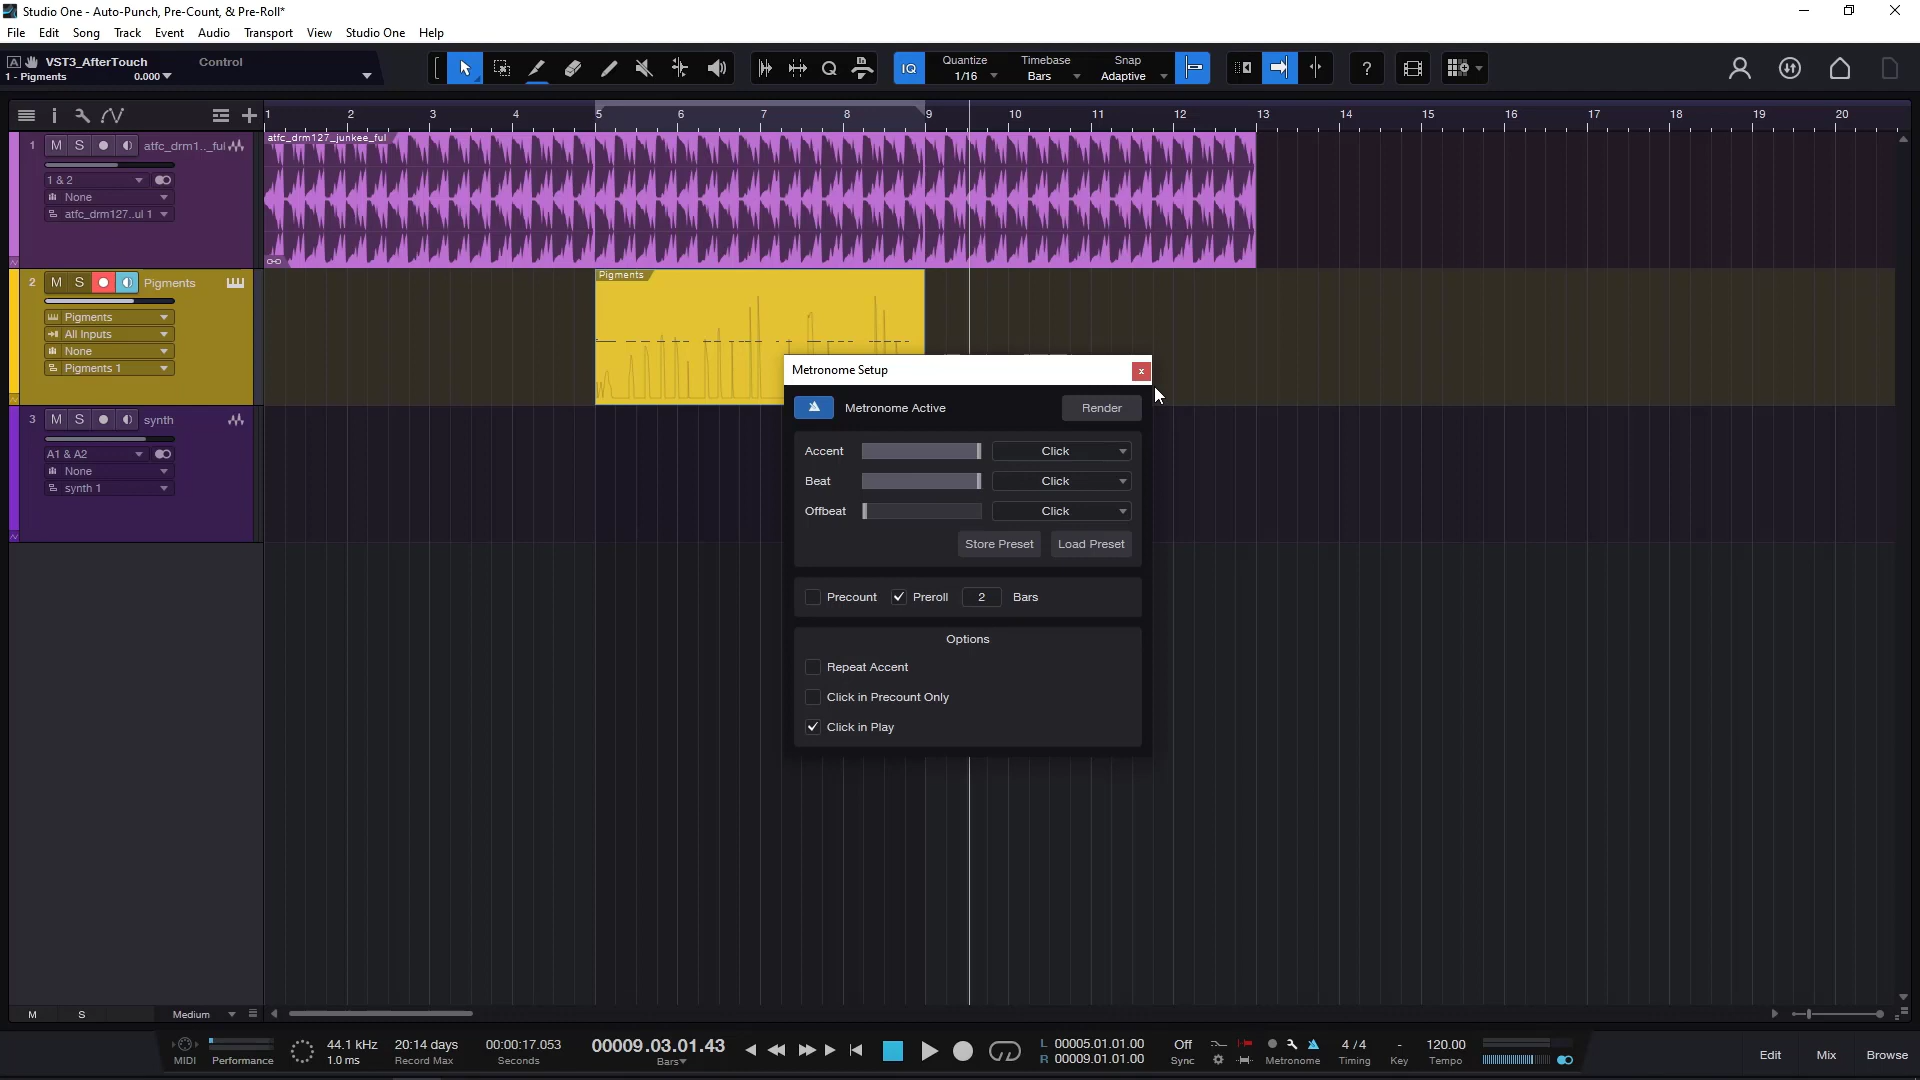 Studio One - Auto-Punch, Pre-Count, & Pre-Roll*
File Edit Song Track Event Audio Transport View Studio One Help
A VST3_AfterTouch Control
1 - Pigments 0.000
IQ Quantize Timebase Snap
1/16 Bars Adaptive
?
1 2 3 4 5 6 7 8 9 10 11 12 13 14 15 16 17 18 19 20
1 M S atfc_drm1.._ful
1 & 2
None
atfc_drm127..ul 1
atfc_drm127_junkee_ful
2 M S Pigments
Pigments
All Inputs
None
Pigments 1
Pigments
3 M S synth
A1 & A2
None
synth 1
Metronome Setup x
Metronome Active Render
Accent Click
Beat Click
Offbeat Click
Store Preset Load Preset
Precount Preroll 2 Bars
Options
Repeat Accent
Click in Precount Only
Click in Play
M S Medium
MIDI Performance
44.1 kHz
1.0 ms
20:14 days
Record Max
00:00:17.053
Seconds
00009.03.01.43
Bars
L 00005.01.01.00
R 00009.01.01.00
Off
Sync
Metronome
4 / 4
Timing
-
Key
120.00
Tempo
Edit Mix Browse